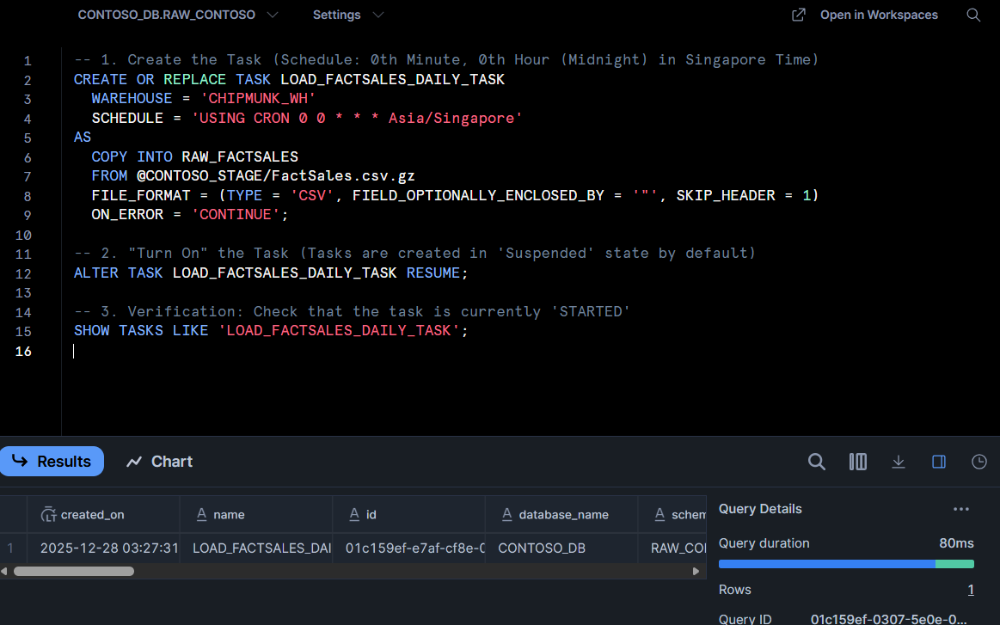 CONTOSO_DB.RAW_CONTOSO Settings Open in Workspaces
1 -- 1. Create the Task (Schedule: 0th Minute, 0th Hour (Midnight) in Singapore Time)
2 CREATE OR REPLACE TASK LOAD_FACTSALES_DAILY_TASK
3 WAREHOUSE = 'CHIPMUNK_WH'
4 SCHEDULE = 'USING CRON 0 0 * * * Asia/Singapore'
5 AS
6 COPY INTO RAW_FACTSALES
7 FROM @CONTOSO_STAGE/FactSales.csv.gz
8 FILE_FORMAT = (TYPE = 'CSV', FIELD_OPTIONALLY_ENCLOSED_BY = '"', SKIP_HEADER = 1)
9 ON_ERROR = 'CONTINUE';
10
11 -- 2. "Turn On" the Task (Tasks are created in 'Suspended' state by default)
12 ALTER TASK LOAD_FACTSALES_DAILY_TASK RESUME;
13
14 -- 3. Verification: Check that the task is currently 'STARTED'
15 SHOW TASKS LIKE 'LOAD_FACTSALES_DAILY_TASK';
16
Results Chart
created_on name id database_name schem
1 2025-12-28 03:27:31 LOAD_FACTSALES_DAI 01c159ef-e7af-cf8e-0 CONTOSO_DB RAW_CO
Query Details ...
Query duration 80ms
Rows 1
Query ID 01c159ef-0307-5e0e-0...